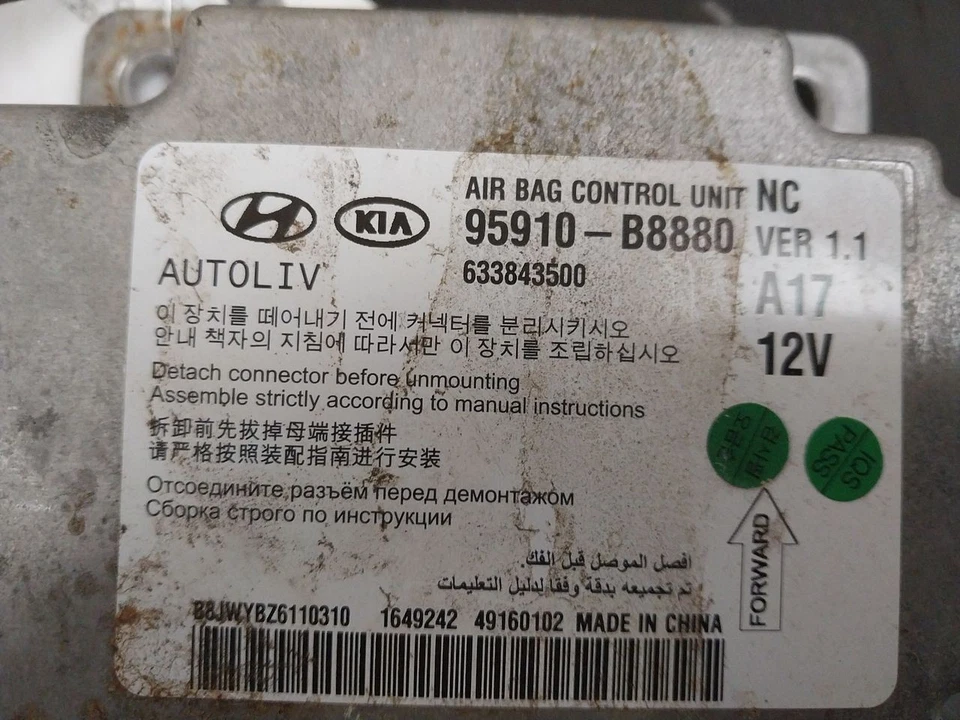 AIR BAG CONTROL UNIT NC
KIA
95910-B8880 VER 1.1
AUTOLIV
633843500
A17
12V
이 장치를 떼어내기 전에 커넥터를 분리시키시오
안내 책자의 지침에 따라서만 이 장치를 조립하십시오
Detach connector before unmounting
Assemble strictly according to manual instructions
拆卸前先拔掉母端接插件
请严格按照装配指南进行安装
Отсоедините разъём перед демонтажом
Сборка строго по инструкции
IQS
PASS
FORWARD
افصل الموصل قبل الفك.
تم تجميعه بدقة وفقا لدليل التعليمات
B8JWYBZ6110310 1649242 49160102 MADE IN CHINA